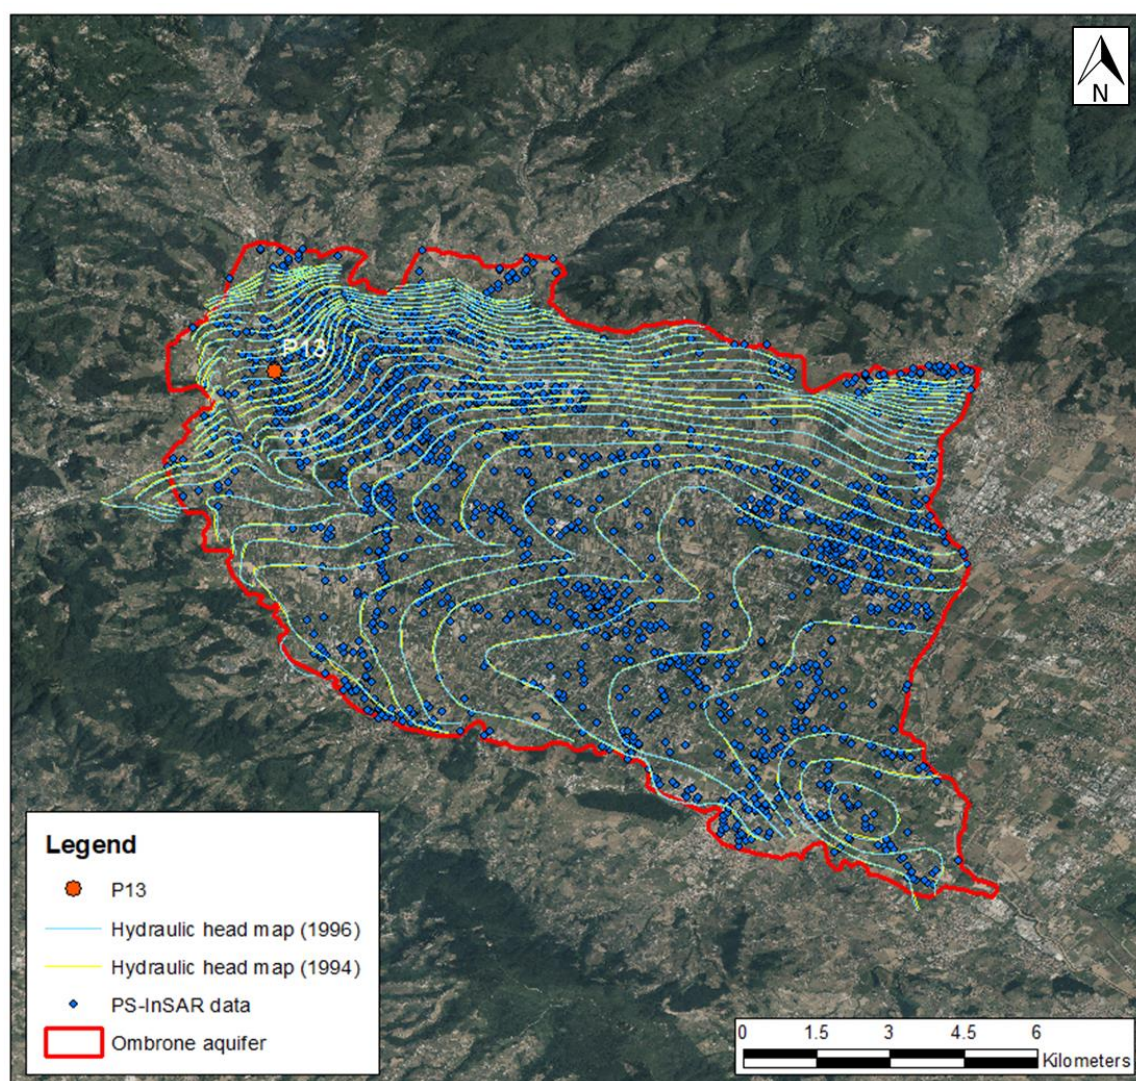 N
P13
Legend
P13
Hydraulic head map (1996)
Hydraulic head map (1994)
PS-InSAR data
Ombrone aquifer
0 1.5 3 4.5 6
Kilometers